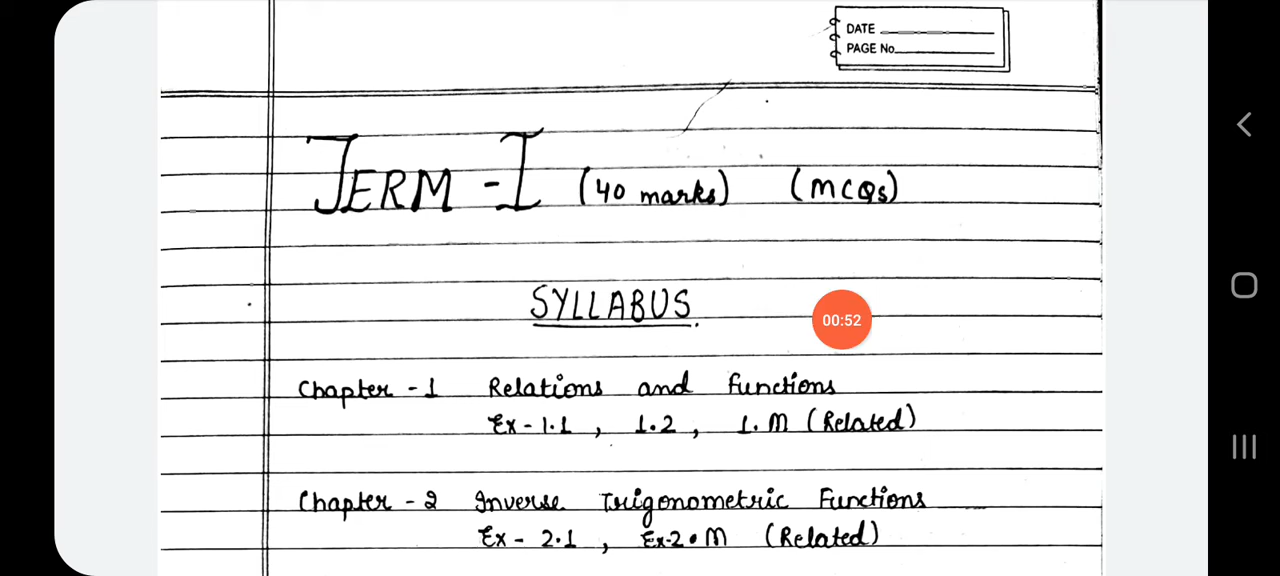 DATE
PAGE No.
TERM - I (40 marks) (MCQs)
SYLLABUS
00:52
Chapter - 1 Relations and Functions
Ex - 1.1 , 1.2 , 1.M (Related)
Chapter - 2 Inverse Trigonometric Functions
Ex - 2.1 , Ex-2.M (Related)